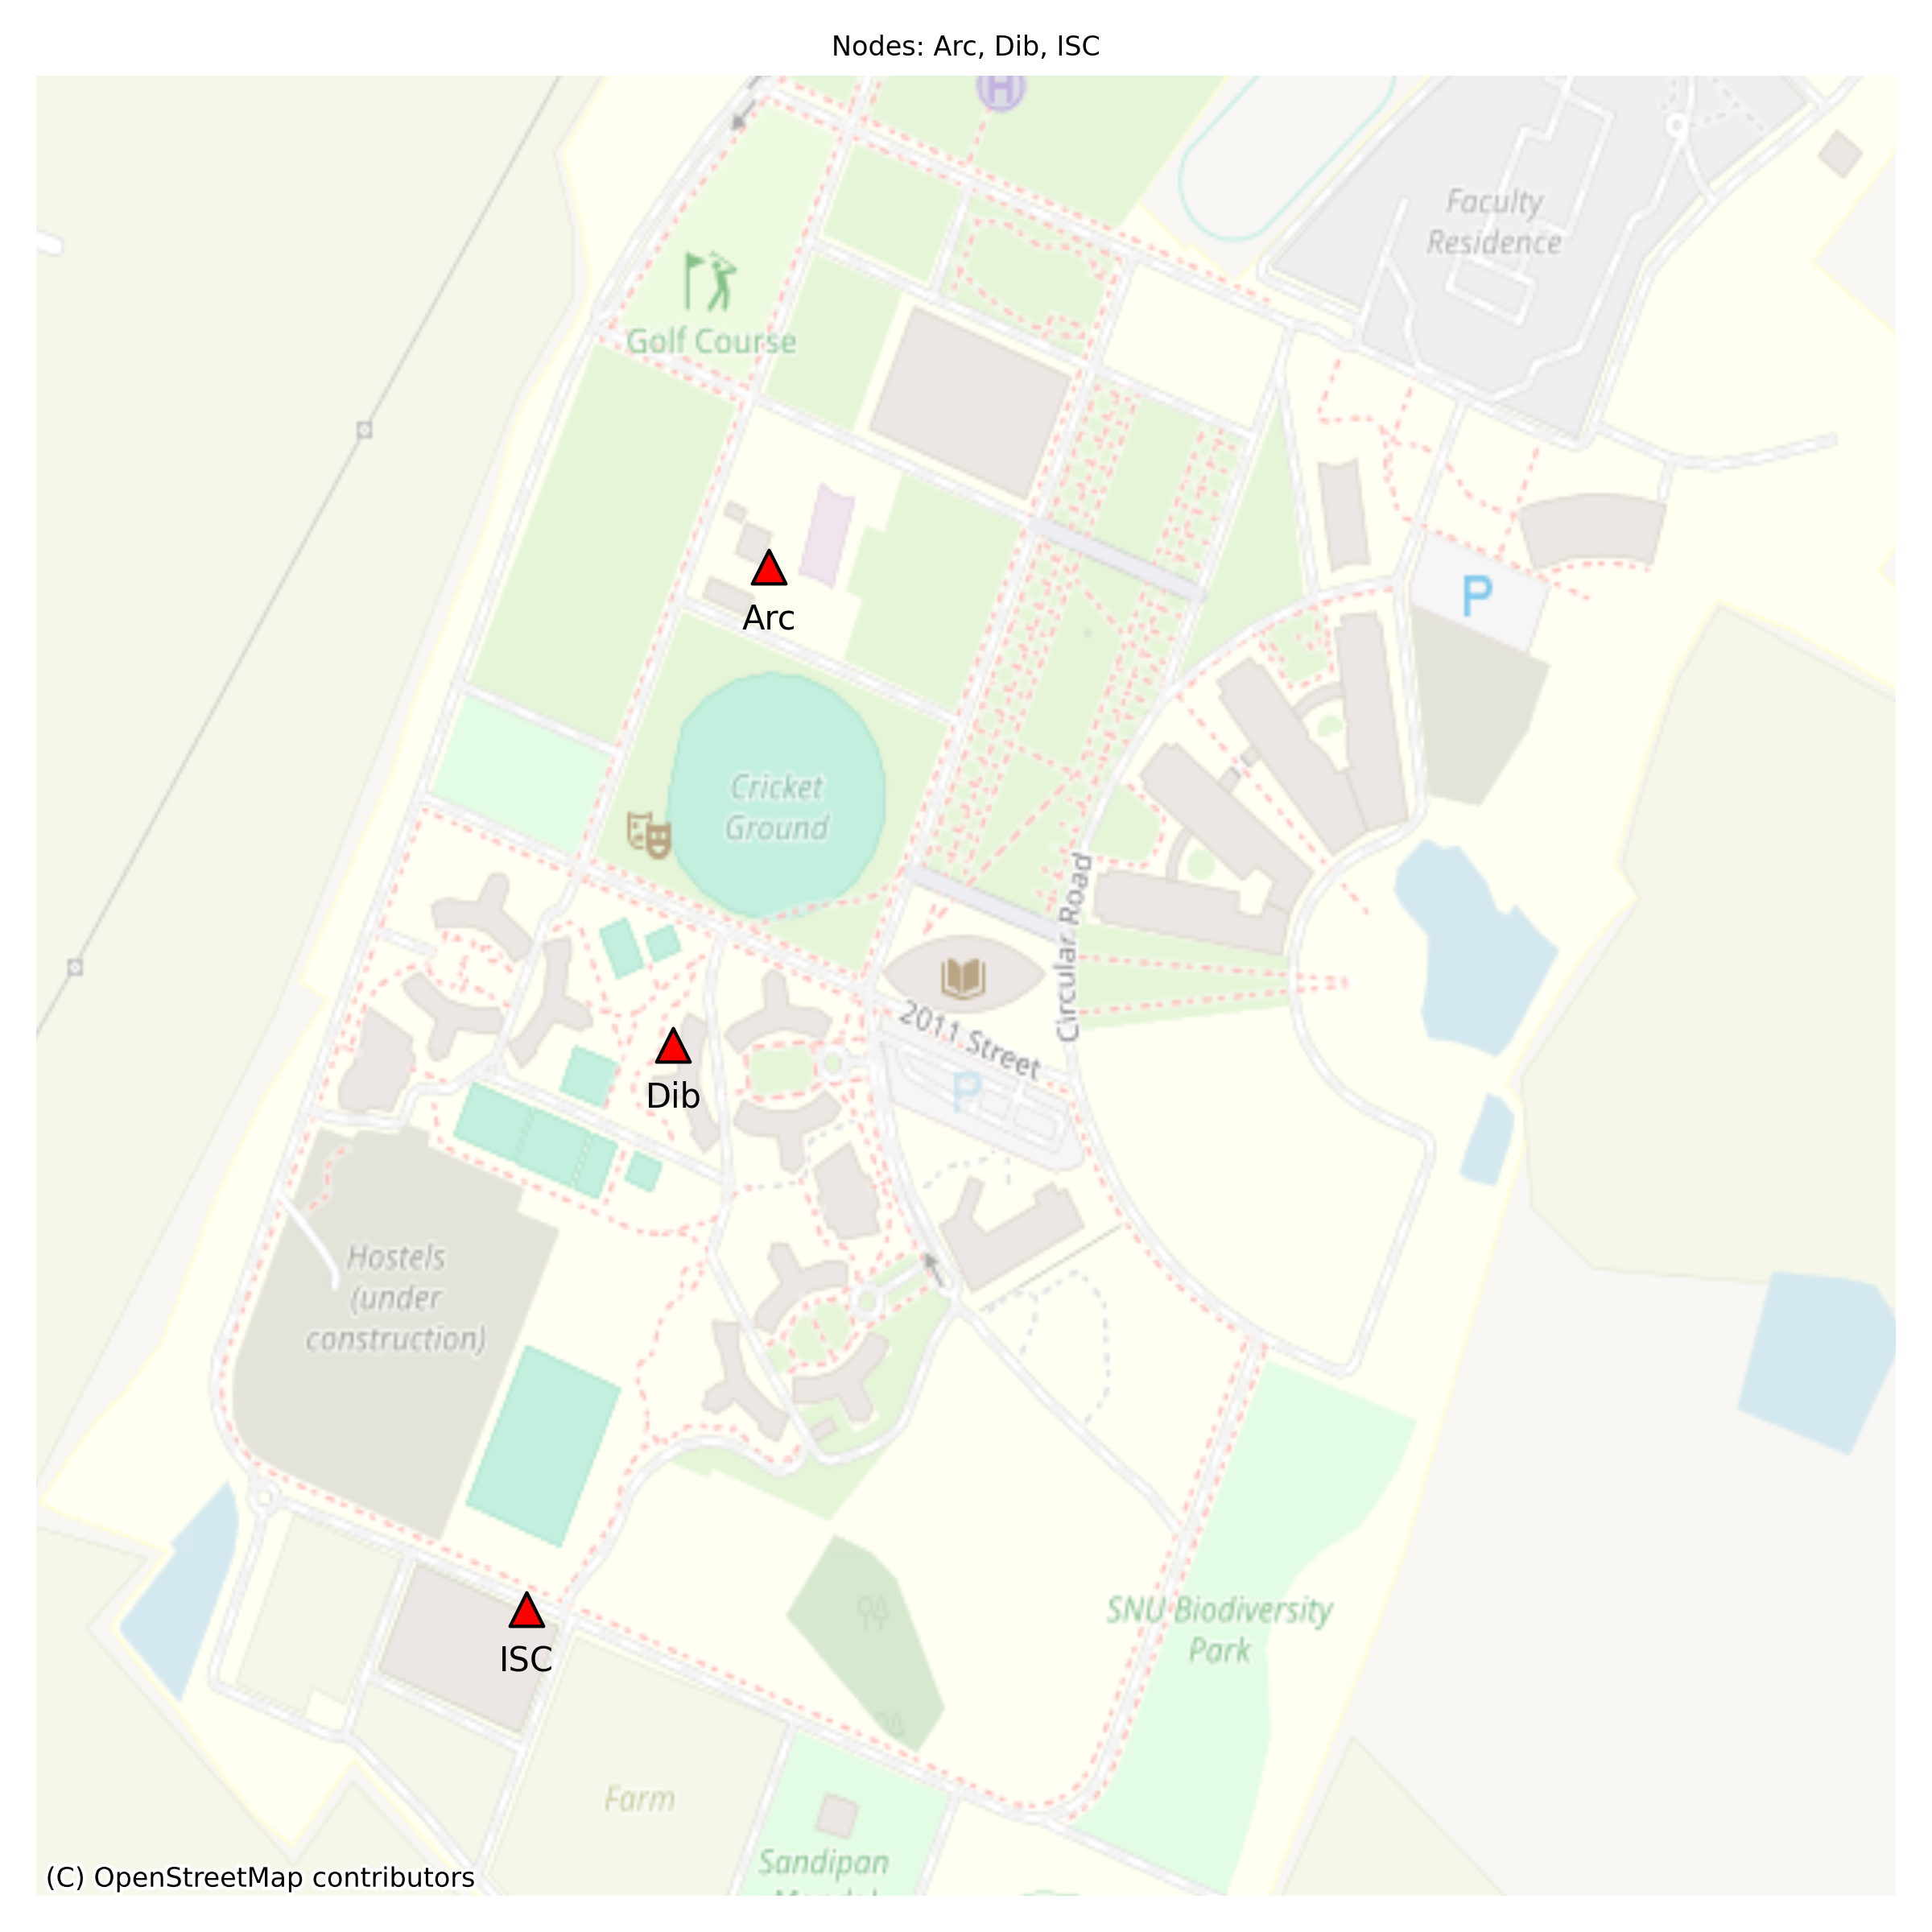 Nodes: Arc, Dib, ISC
H
Faculty
Residence
Golf Course
P
Arc
Cricket
Ground
Circular Road
2011 Street
P
Dib
Hostels
(under
construction)
SNU Biodiversity
Park
ISC
Farm
Sandipan
(C) OpenStreetMap contributors